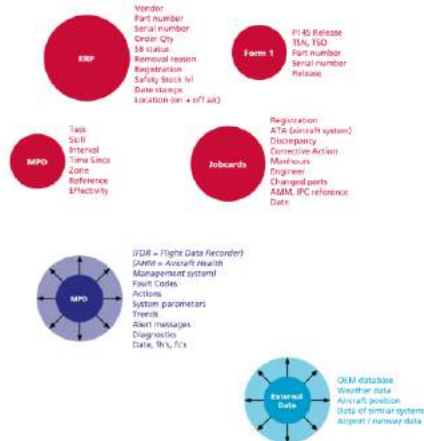 ERP
Vendor
Part number
Serial number
Order Qty
SB status
Removal reason
Registration
Safety Stock lvl
Date stamps
Location (on + off a/c)
Form 1
P145 Release
TSN, TSO
Part number
Serial number
Release
MPO
Task
Skill
Interval
Time Since
Zone
Reference
Effectivity
Jobcards
Registration
ATA (aircraft system)
Discrepancy
Corrective Action
Manhours
Engineer
Changed parts
AMM, IPC reference
Date
MPO
(FDR = Flight Data Recorder)
(AHM = Aircraft Health
Management system)
Fault Codes
Actions
System parameters
Trends
Alert messages
Diagnostics
Date, fh's, fc's
External
Data
OEM database
Weather data
Aircraft position
Data of similar systems
Airport / runway data